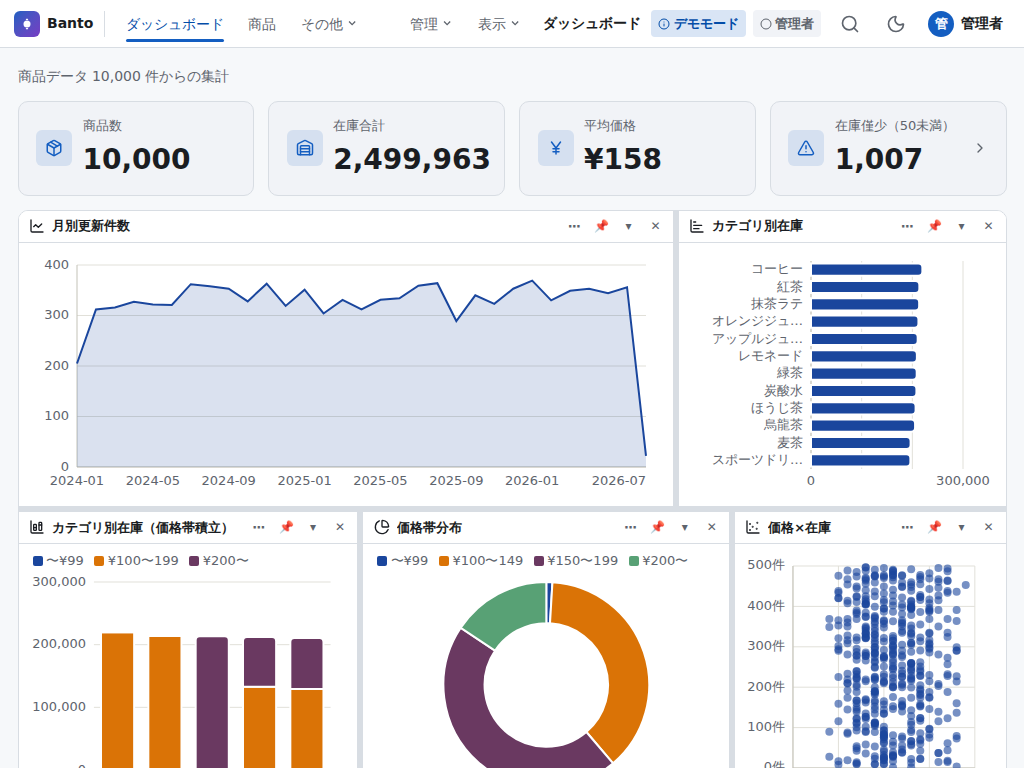 Banto ダッシュボード 商品 その他 管理 表示 ダッシュボード デモモード 管理者 管 管理者
商品データ 10,000 件からの集計
商品数
10,000
在庫合計
2,499,963
平均価格
¥158
在庫僅少（50未満）
1,007
月別更新件数
400
300
200
100
0
2024-01 2024-05 2024-09 2025-01 2025-05 2025-09 2026-01 2026-07
カテゴリ別在庫
コーヒー
紅茶
抹茶ラテ
オレンジジュ…
アップルジュ…
レモネード
緑茶
炭酸水
ほうじ茶
烏龍茶
麦茶
スポーツドリ…
0 300,000
カテゴリ別在庫（価格帯積立）
〜¥99 ¥100〜199 ¥200〜
300,000
200,000
100,000
0
価格帯分布
〜¥99 ¥100〜149 ¥150〜199 ¥200〜
価格×在庫
500件
400件
300件
200件
100件
0件